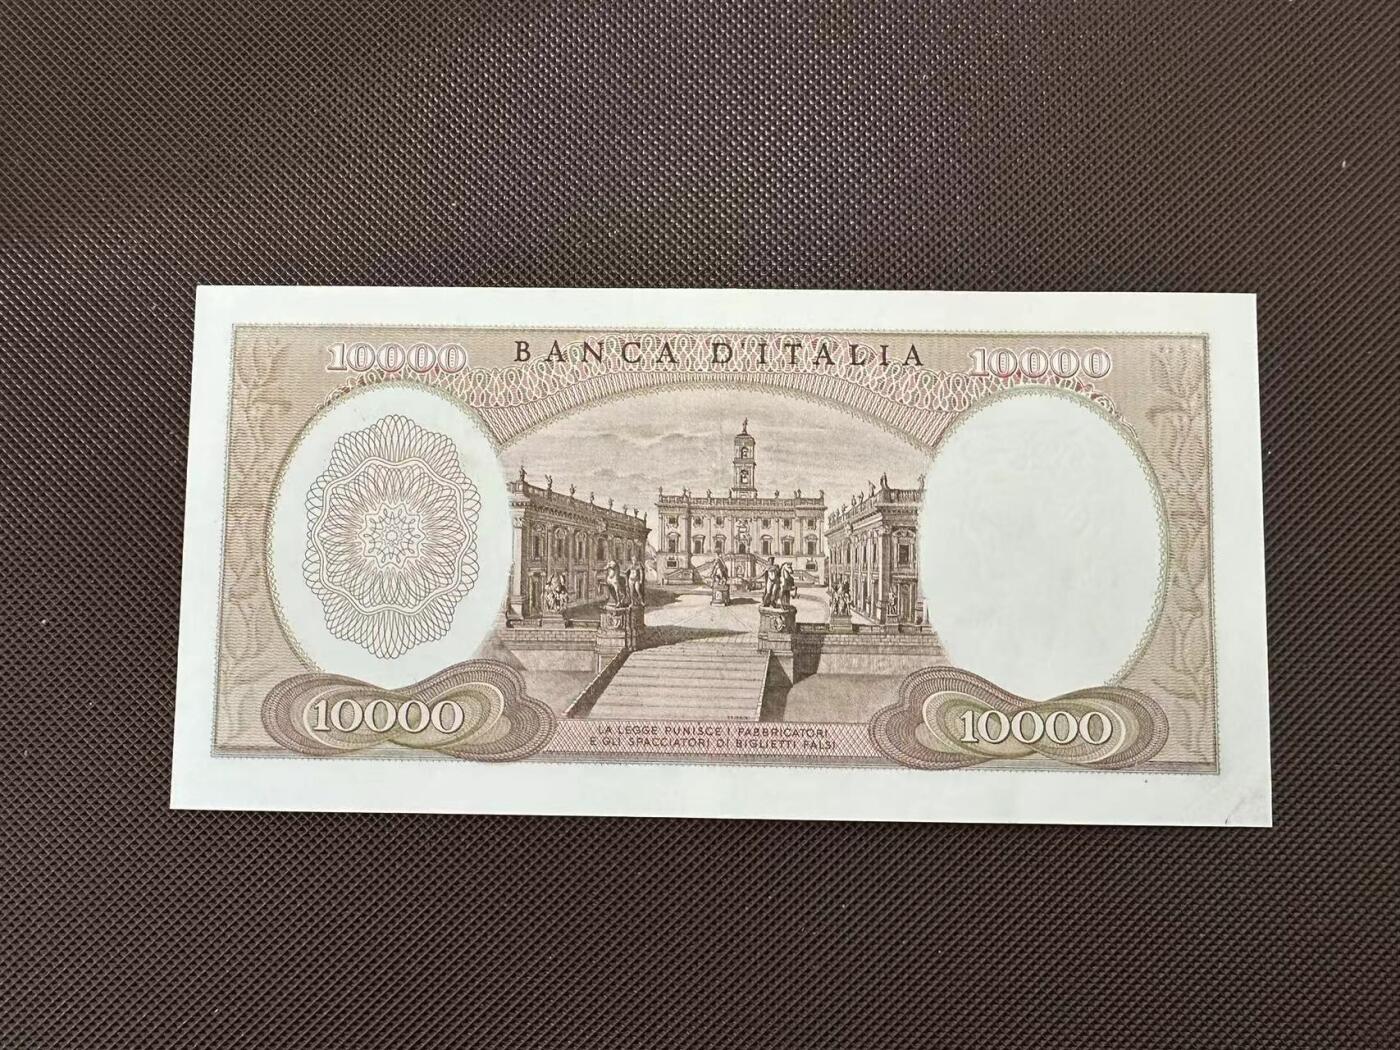 10000 BANCA D'ITALIA 10000
10000 10000
LA LEGGE PUNISCE I FABBRICATORI
E GLI SPACCIATORI DI BIGLIETTI FALSI